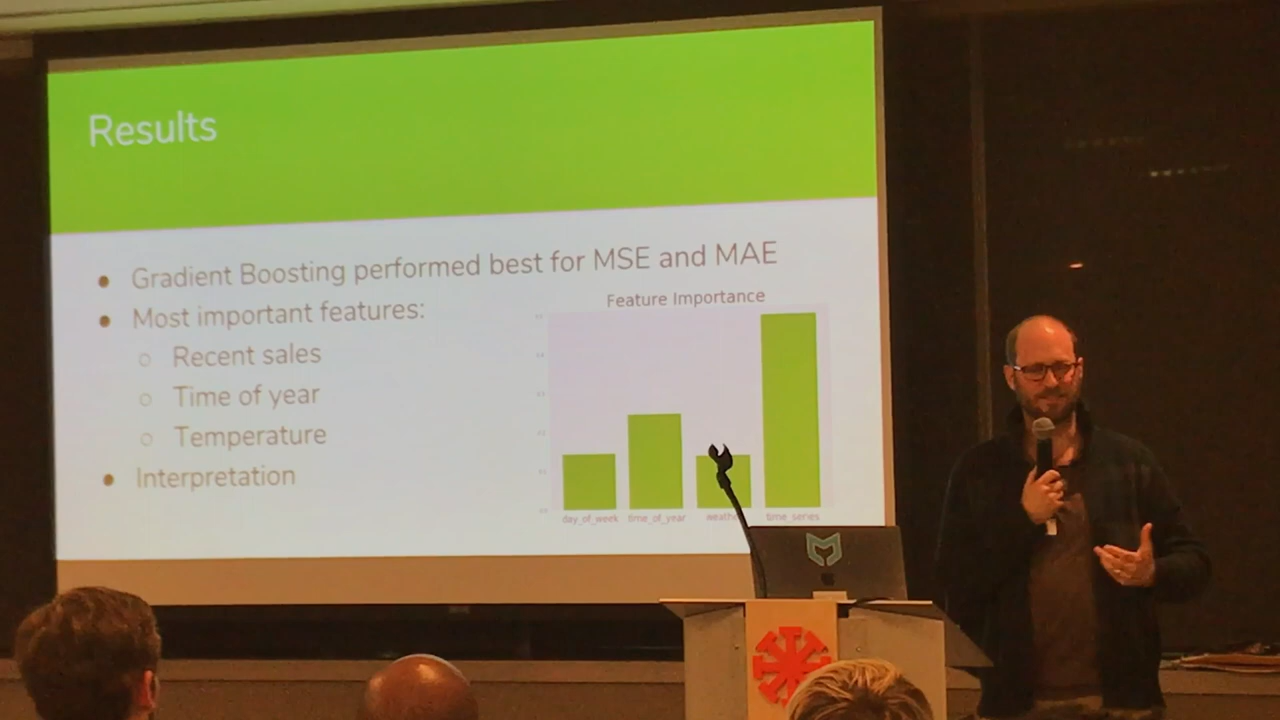 Results
Gradient Boosting performed best for MSE and MAE
Most important features:
Recent sales
Time of year
Temperature
Interpretation
Feature Importance
day_of_week time_of_year time_series